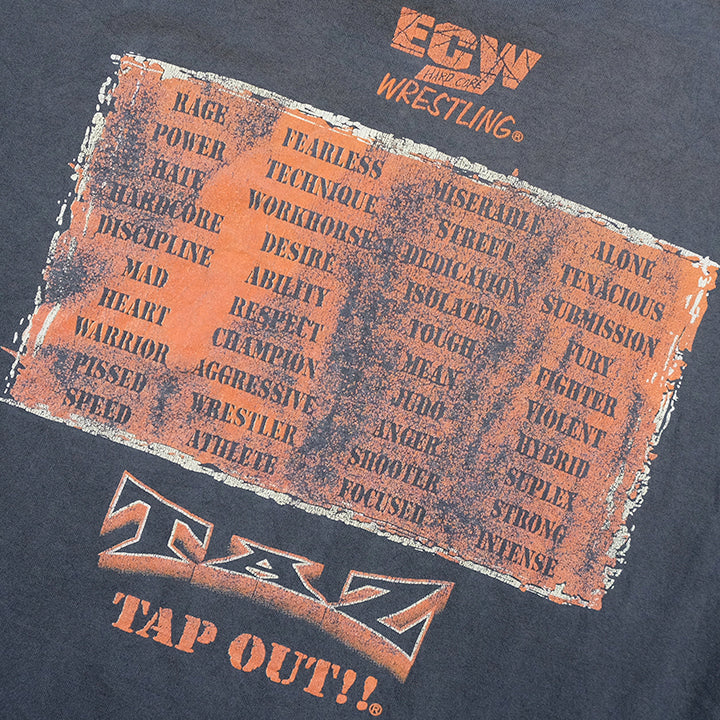 ECW
HARDCORE
WRESTLING®
RAGE
POWER
HATE
HARDCORE
DISCIPLINE
MAD
HEART
WARRIOR
PISSED
SPEED
FEARLESS
TECHNIQUE
WORKHORSE
DESIRE
ABILITY
RESPECT
CHAMPION
AGGRESSIVE
WRESTLER
ATHLETE
MISERABLE
STREET
DEDICATION
ISOLATED
TOUGH
MEAN
JUDO
ANGER
SHOOTER
FOCUSED
ALONE
TENACIOUS
SUBMISSION
FURY
FIGHTER
VIOLENT
HYBRID
SUPLEX
STRONG
INTENSE
TAZ
TAP OUT!!®